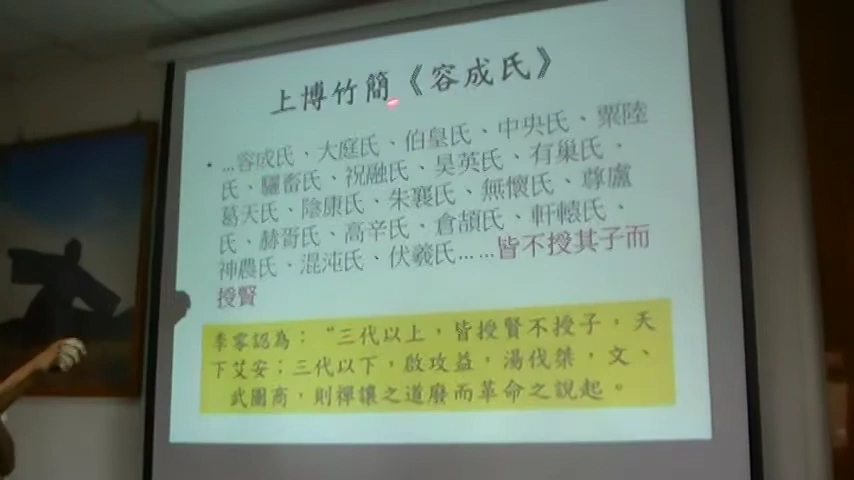 上博竹簡《容成氏》
• …容成氏、大庭氏、伯皇氏、中央氏、栗陸
氏、驪畜氏、祝融氏、昊英氏、有巢氏、
葛天氏、陰康氏、朱襄氏、無懷氏、尊盧
氏、赫胥氏、高辛氏、倉頡氏、軒轅氏、
神農氏、混沌氏、伏羲氏……皆不授其子而
授賢
李零認為：“三代以上，皆授賢不授子，天
下艾安；三代以下，啟攻益，湯伐桀，文、
武圖商，則禪讓之道廢而革命之說起。